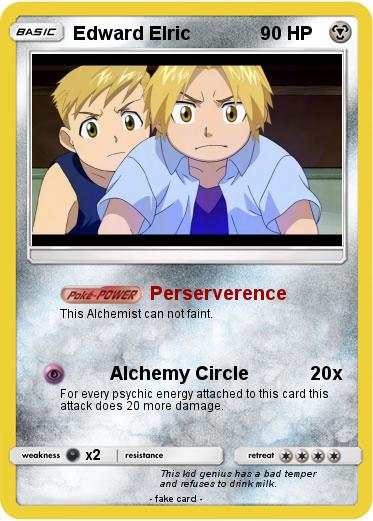 BASIC Edward Elric 90 HP
Poké-POWER Perserverence
This Alchemist can not faint.
Alchemy Circle 20x
For every psychic energy attached to this card this
attack does 20 more damage.
weakness x2 resistance retreat
This kid genius has a bad temper
and refuses to drink milk.
- fake card -